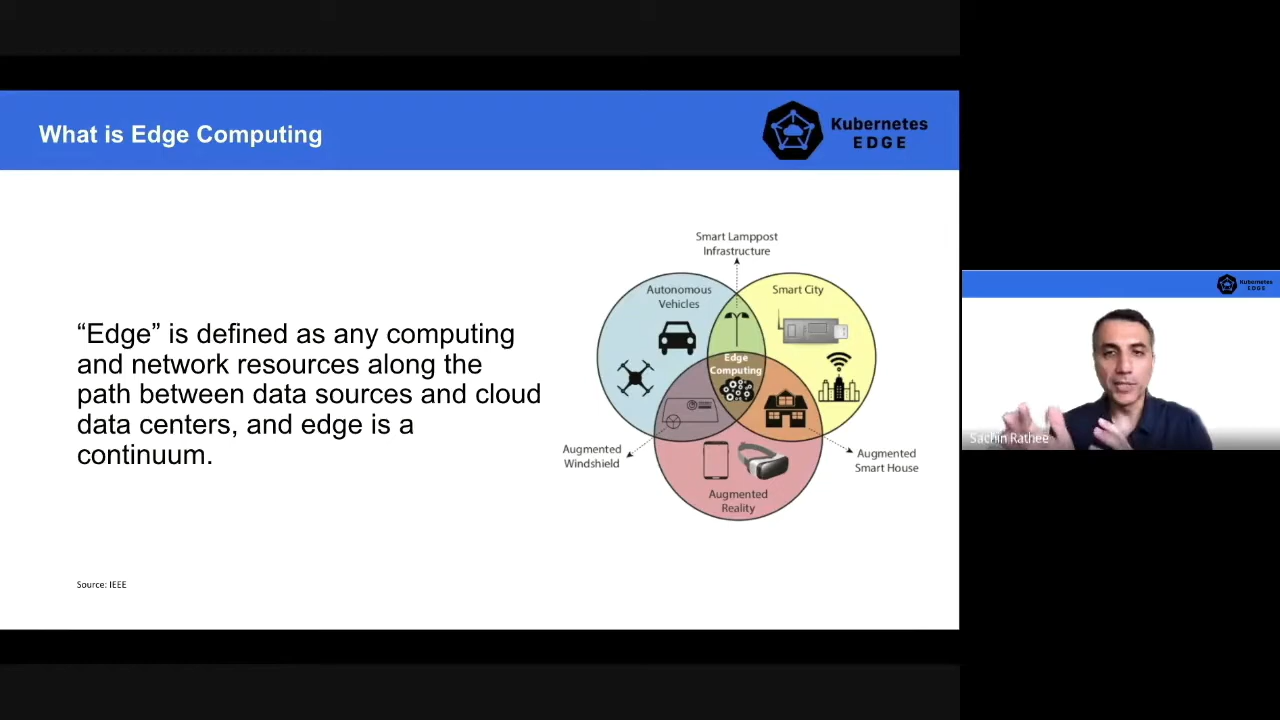 What is Edge Computing
Kubernetes
EDGE
“Edge” is defined as any computing
and network resources along the
path between data sources and cloud
data centers, and edge is a
continuum.
Source: IEEE
Smart Lamppost
Infrastructure
Autonomous
Vehicles
Smart City
Edge
Computing
Augmented
Windshield
Augmented
Smart House
Augmented
Reality
Kubernetes
EDGE
Sachin Rathee